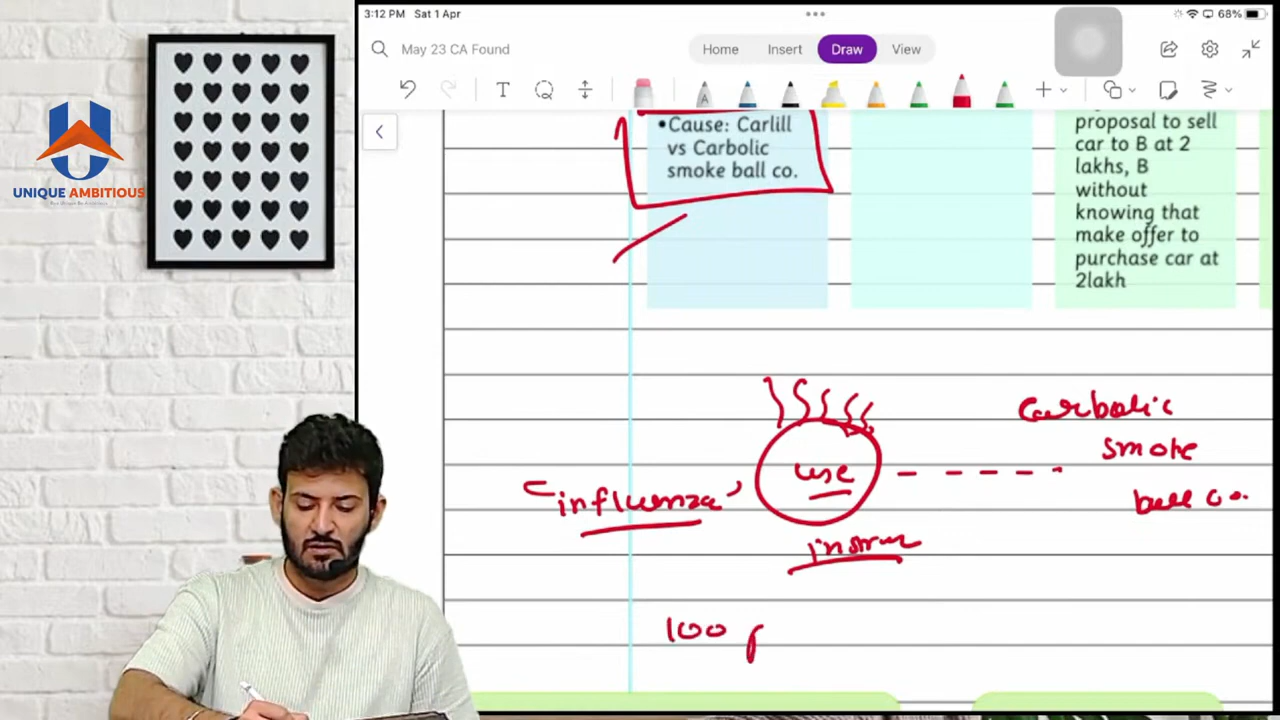 3:12 PM Sat 1 Apr
68%
May 23 CA Found
Home Insert Draw View
T
A
UNIQUE AMBITIOUS
•Cause: Carlill
vs Carbolic
smoke ball co.
proposal to sell
car to B at 2
lakhs, B
without
knowing that
make offer to
purchase car at
2lakh
Carbolic
smoke
ball co.
use
influenza
100